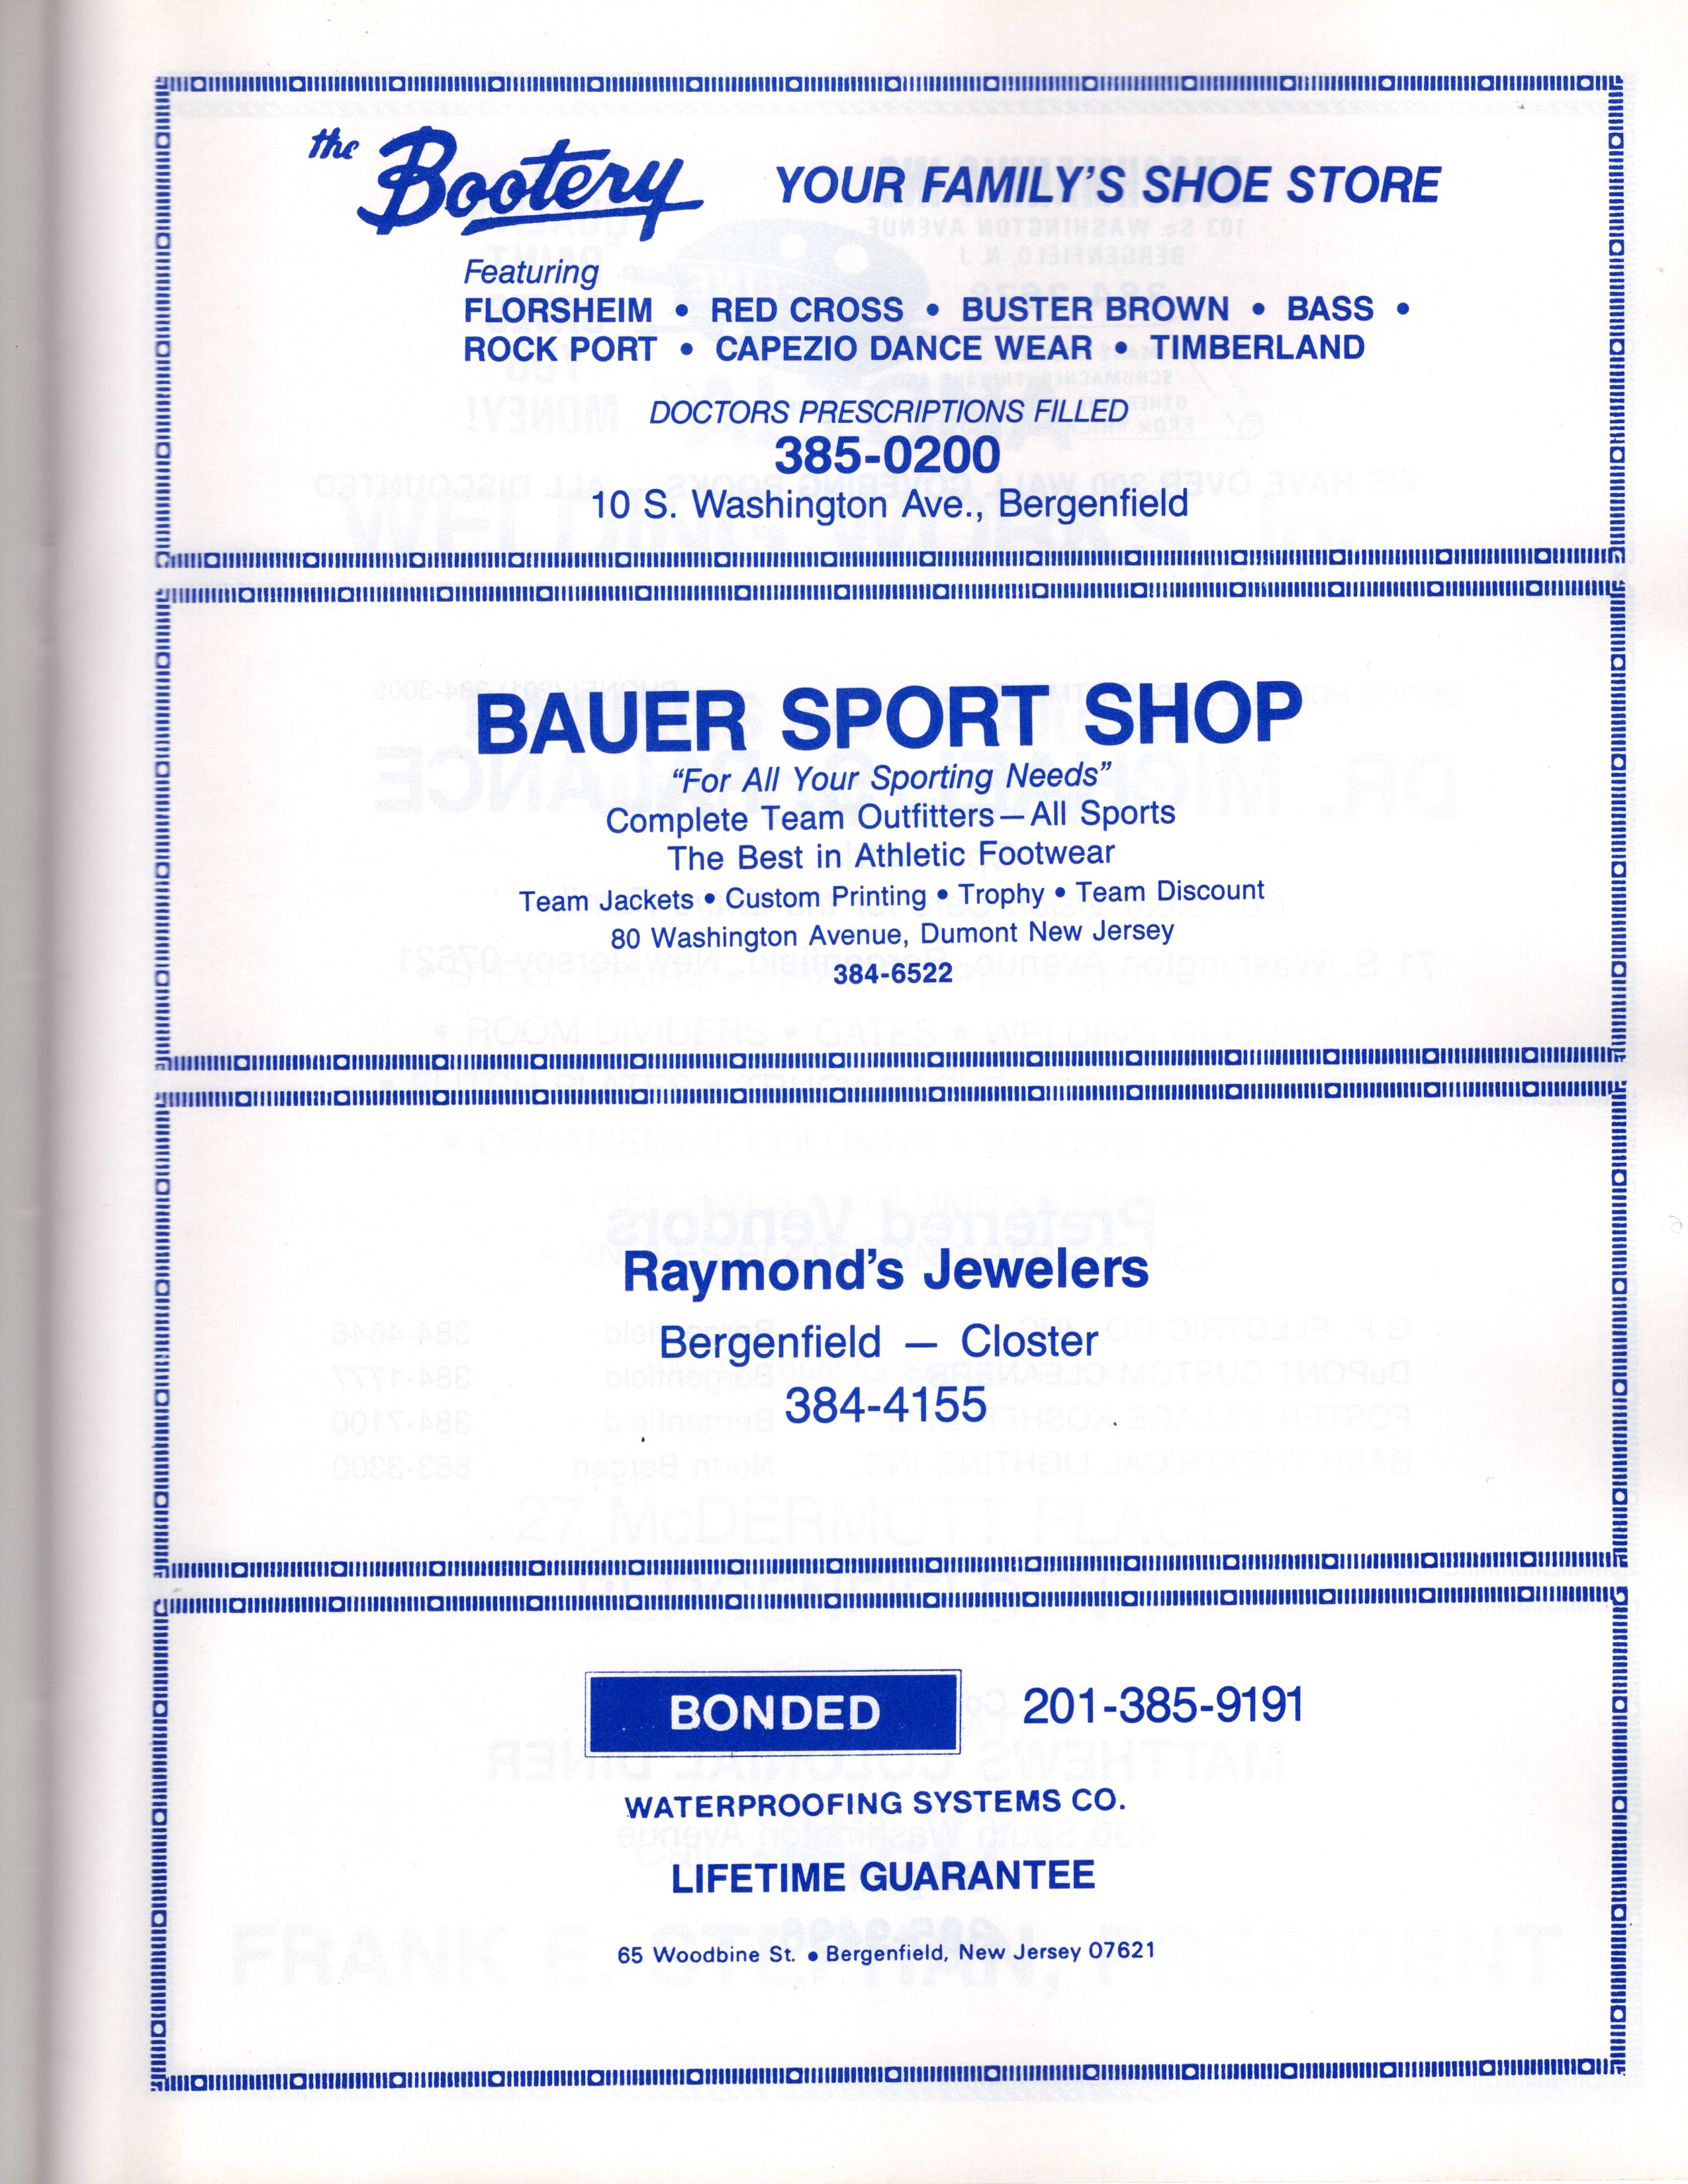 the Bootery YOUR FAMILY'S SHOE STORE
Featuring
FLORSHEIM • RED CROSS • BUSTER BROWN • BASS •
ROCK PORT • CAPEZIO DANCE WEAR • TIMBERLAND
DOCTORS PRESCRIPTIONS FILLED
385-0200
10 S. Washington Ave., Bergenfield
BAUER SPORT SHOP
“For All Your Sporting Needs”
Complete Team Outfitters—All Sports
The Best in Athletic Footwear
Team Jackets • Custom Printing • Trophy • Team Discount
80 Washington Avenue, Dumont New Jersey
384-6522
Raymond's Jewelers
Bergenfield — Closter
384-4155
BONDED 201-385-9191
WATERPROOFING SYSTEMS CO.
LIFETIME GUARANTEE
65 Woodbine St. • Bergenfield, New Jersey 07621